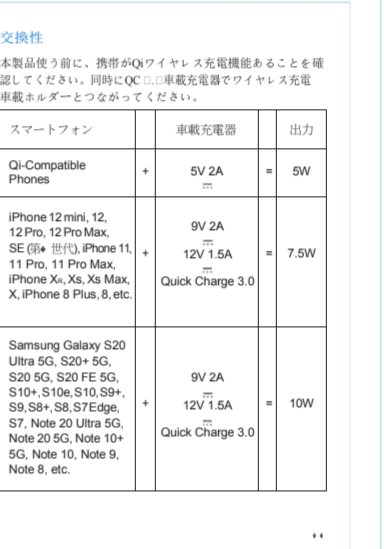 交換性
本製品使う前に、携帯がQiワイヤレス充電機能あることを確
認してください。同時にQC □.□車載充電器でワイヤレス充電
車載ホルダーとつながってください。
スマートフォン 車載充電器 出力
Qi-Compatible
Phones
+
5V 2A
=
5W
iPhone 12 mini, 12,
12 Pro, 12 Pro Max,
SE (第♦ 世代), iPhone 11,
11 Pro, 11 Pro Max,
iPhone XR, Xs, Xs Max,
X, iPhone 8 Plus, 8, etc.
+
9V 2A
12V 1.5A
Quick Charge 3.0
=
7.5W
Samsung Galaxy S20
Ultra 5G, S20+ 5G,
S20 5G, S20 FE 5G,
S10+, S10e, S10, S9+,
S9, S8+, S8, S7Edge,
S7, Note 20 Ultra 5G,
Note 20 5G, Note 10+
5G, Note 10, Note 9,
Note 8, etc.
+
9V 2A
12V 1.5A
Quick Charge 3.0
=
10W
♦♦